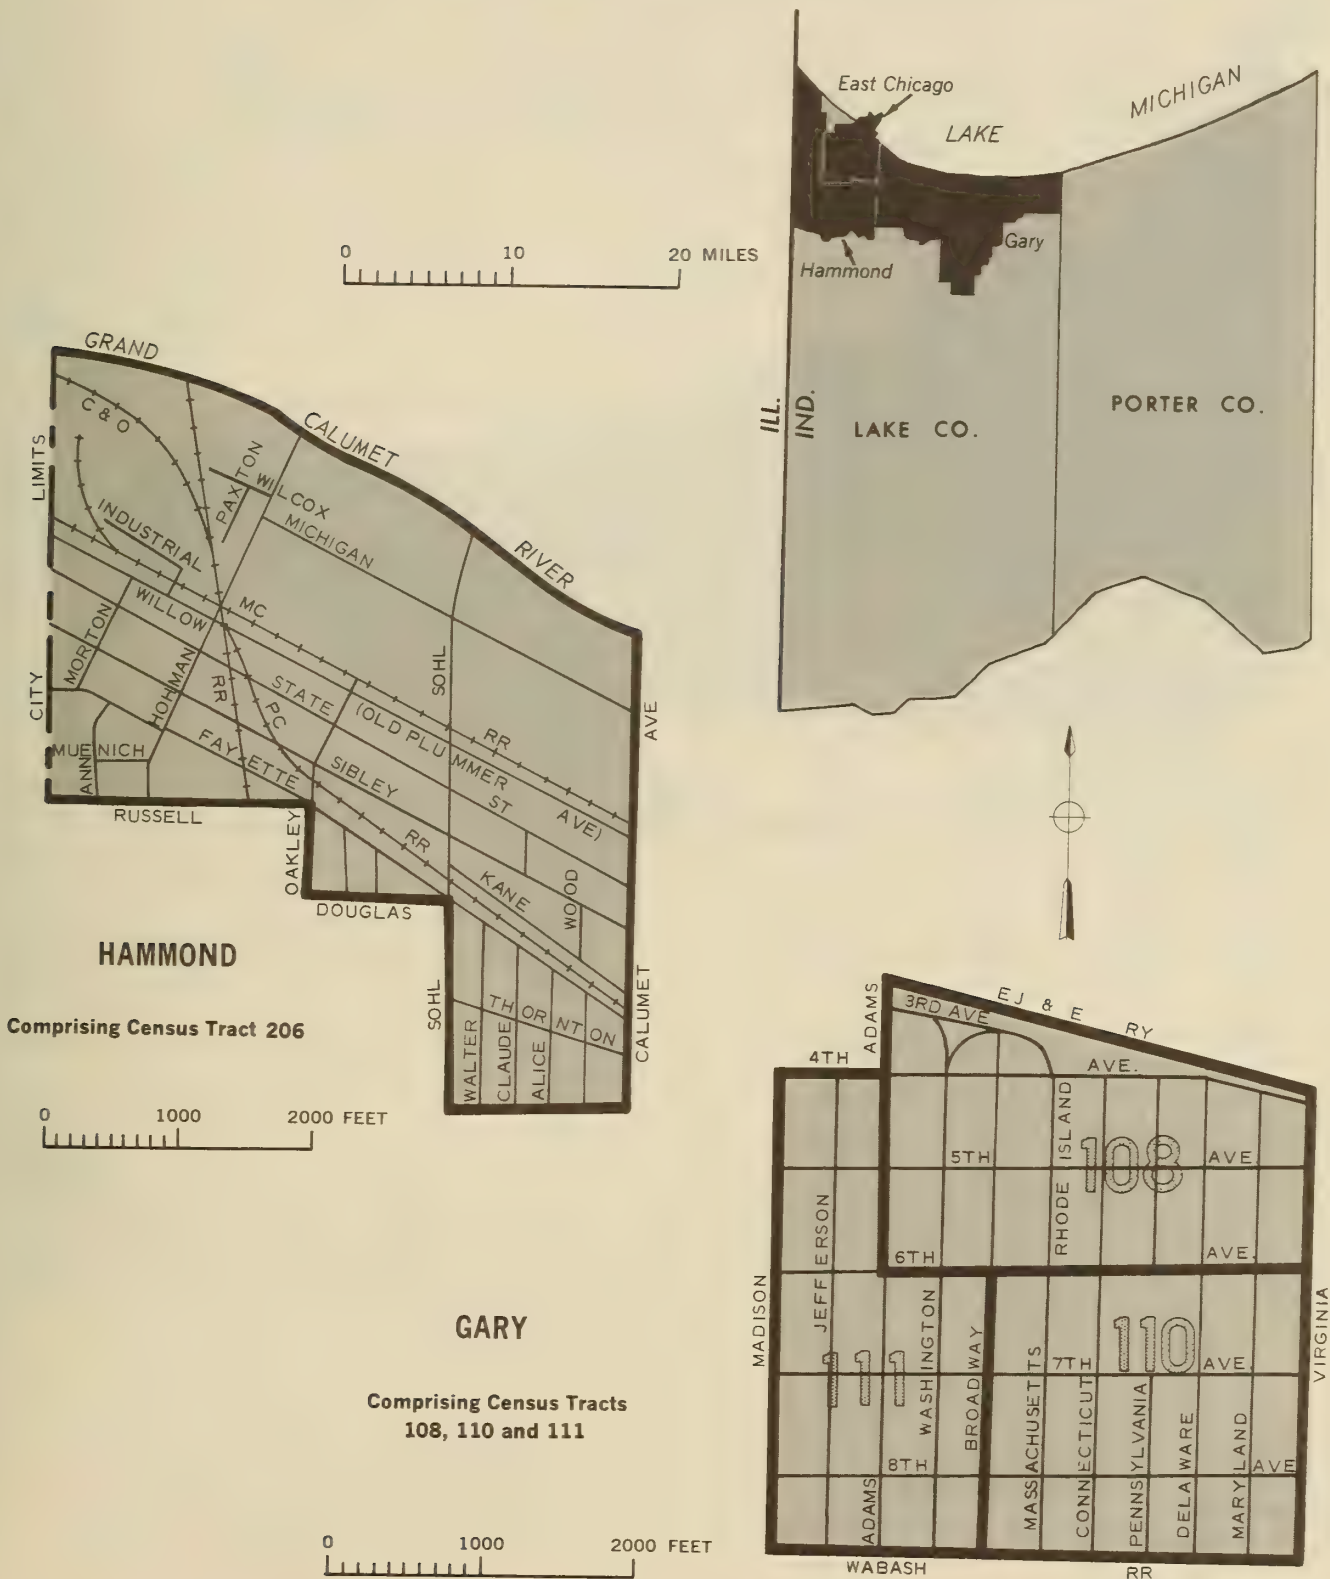 East Chicago
LAKE
MICHIGAN
Hammond
Gary
ILL.
IND.
LAKE CO.
PORTER CO.
0 10 20 MILES
GRAND
CALUMET
RIVER
C & O
LIMITS
CITY
INDUSTRIAL
PAXTON
WILCOX
MICHIGAN
MC
RR
WILLOW
MORTON
HOHMAN
RR
PC
RR
STATE
ST
(OLD PLUMMER
AVE)
SOHL
AVE
FAYETTE
SIBLEY
MUENICH
ANN
RUSSELL
OAKLEY
DOUGLAS
KANE
WOOD
SOHL
THORNTON
WALTER
CLAUDE
ALICE
CALUMET
HAMMOND
Comprising Census Tract 206
0 1000 2000 FEET
GARY
Comprising Census Tracts
108, 110 and 111
0 1000 2000 FEET
ADAMS
3RD AVE
EJ & E RY
4TH
AVE.
5TH
AVE.
6TH
AVE.
7TH
AVE.
8TH
AVE
RHODE ISLAND
108
110
111
MADISON
JEFFERSON
ADAMS
WASHINGTON
BROADWAY
MASSACHUSETTS
CONNECTICUT
PENNSYLVANIA
DELAWARE
MARYLAND
VIRGINIA
WABASH
RR